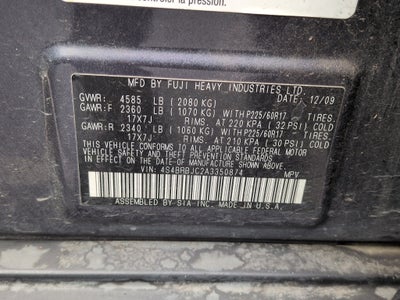 contrôler la pression.
MFD BY FUJI HEAVY INDUSTRIES LTD. DATE: 12/09
GVWR: 4585 LB (2080 KG)
GAWR:F 2360 LB (1070 KG) WITH P225/60R17 TIRES,
17X7J RIMS, AT 220 KPA (32 PSI) COLD
GAWR:R 2340 LB (1060 KG) WITH P225/60R17 TIRES,
17X7J RIMS, AT 210 KPA (30 PSI) COLD
THIS VEHICLE CONFORMS TO ALL APPLICABLE FEDERAL MOTOR
VEHICLE SAFETY, BUMPER, AND THEFT
PREVENTION STANDARDS IN EFFECT ON
THE DATE OF MANUFACTURE SHOWN ABOVE.
VIN: 4S4BRBJC2A3350874 MPV
ASSEMBLED BY SIA-INC. MADE IN U.S.A.